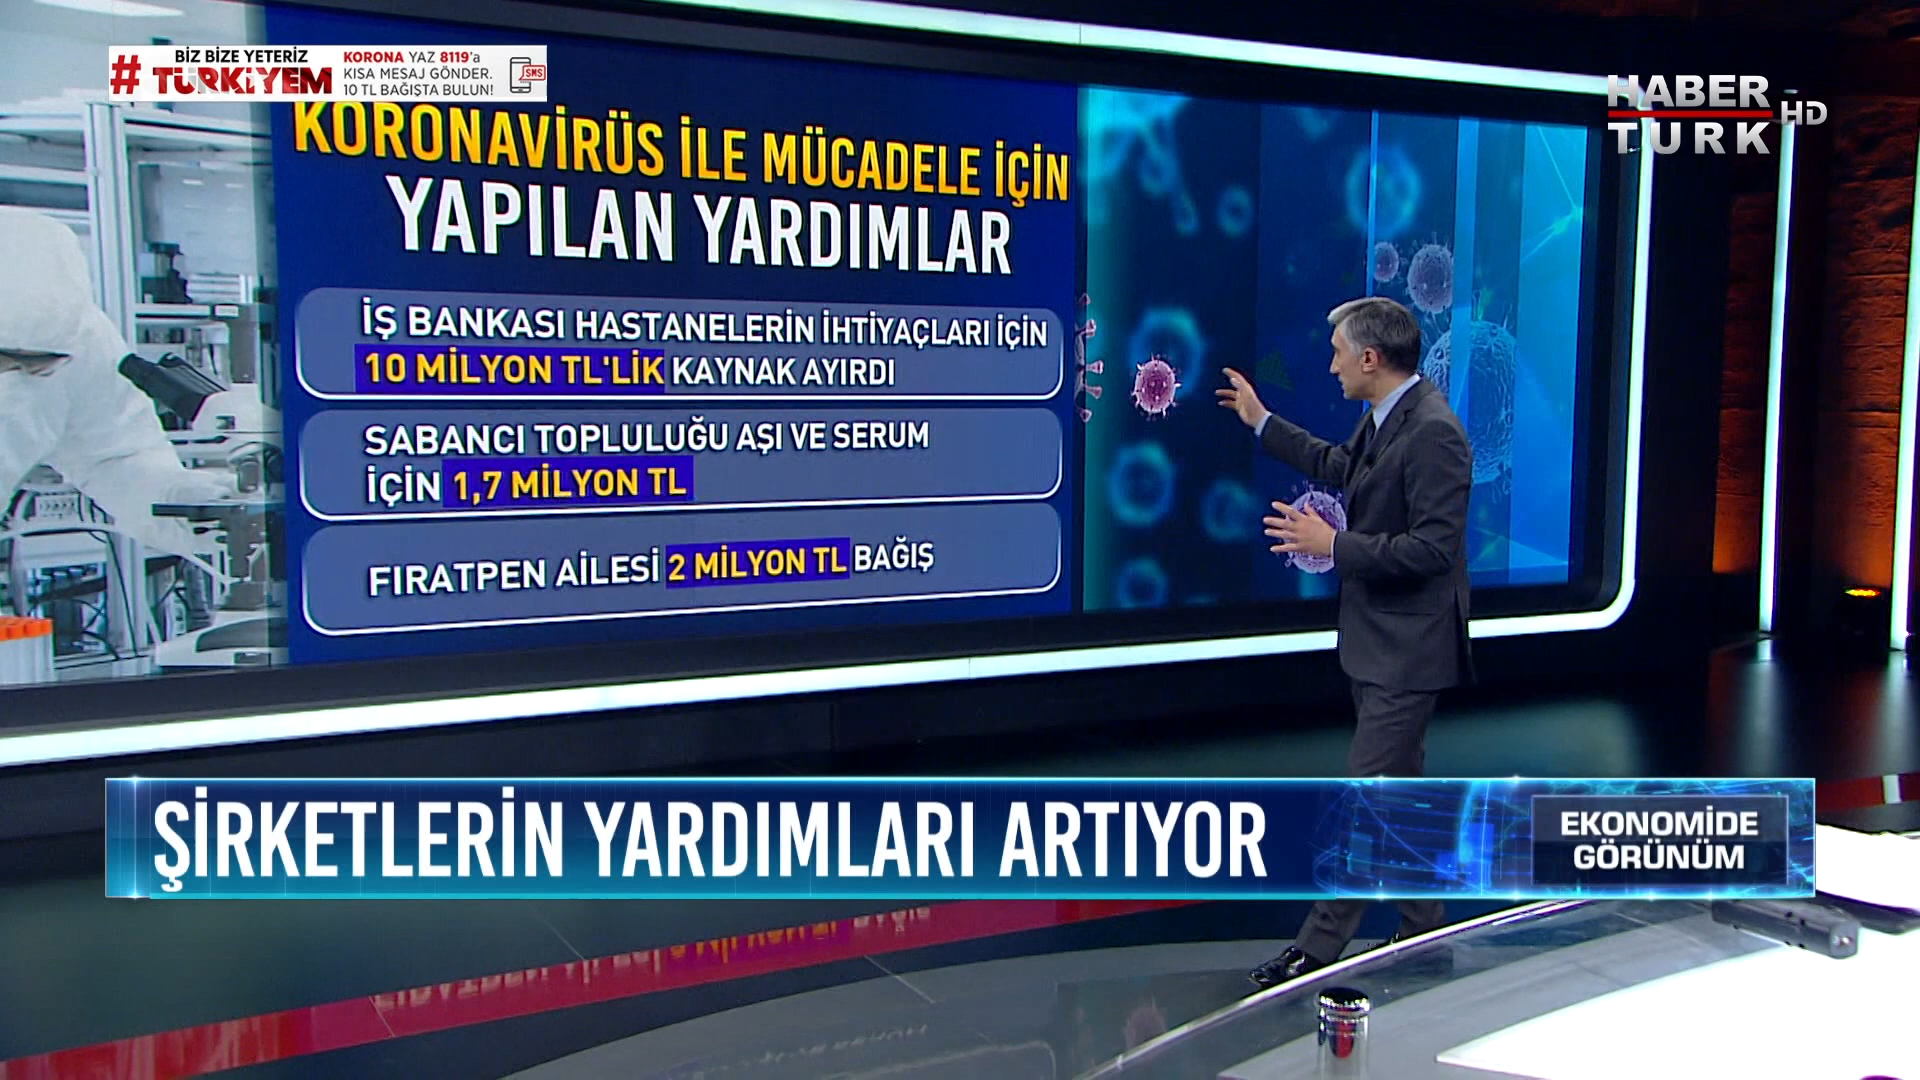 #
BİZ BİZE YETERİZ
TÜRKİYEM
KORONA YAZ 8119'a
KISA MESAJ GÖNDER.
10 TL BAĞIŞTA BULUN!
SMS
HABER
TURK
HD
KORONAVİRÜS İLE MÜCADELE İÇİN
YAPILAN YARDIMLAR
İŞ BANKASI HASTANELERİN İHTİYAÇLARI İÇİN
10 MİLYON TL'LİK KAYNAK AYIRDI
SABANCI TOPLULUĞU AŞI VE SERUM
İÇİN 1,7 MİLYON TL
FIRATPEN AİLESİ 2 MİLYON TL BAĞIŞ
ŞİRKETLERİN YARDIMLARI ARTIYOR
EKONOMİDE
GÖRÜNÜM